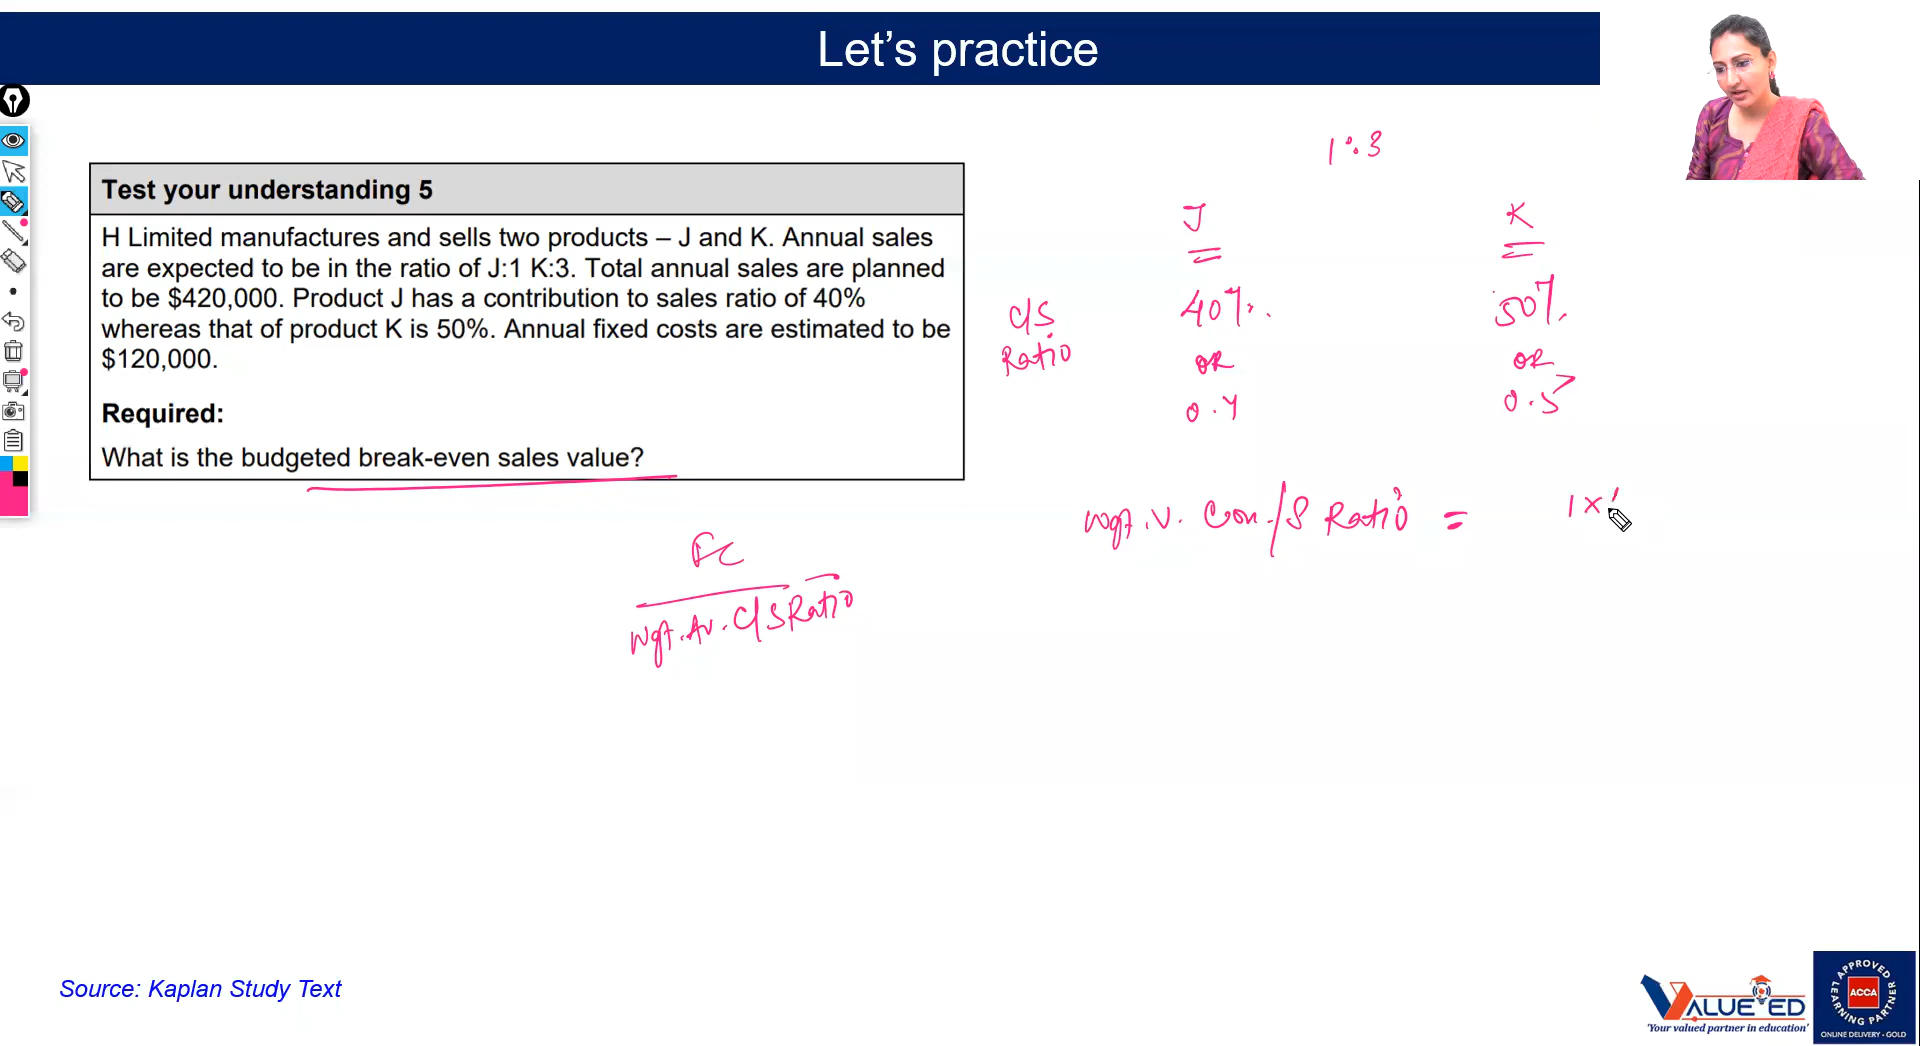 Let's practice
Test your understanding 5
H Limited manufactures and sells two products – J and K. Annual sales
are expected to be in the ratio of J:1 K:3. Total annual sales are planned
to be $420,000. Product J has a contribution to sales ratio of 40%
whereas that of product K is 50%. Annual fixed costs are estimated to be
$120,000.
Required:
What is the budgeted break-even sales value?
FC
Wgt. Av. C/S Ratio
1:3
J K
C/S Ratio 40% 50%
OR OR
0.4 0.5
Wgt. V. Con./S Ratio = 1 x
Source: Kaplan Study Text
VALUE ED
'Your valued partner in education'
APPROVED LEARNING PARTNER
ACCA
ONLINE DELIVERY - GOLD